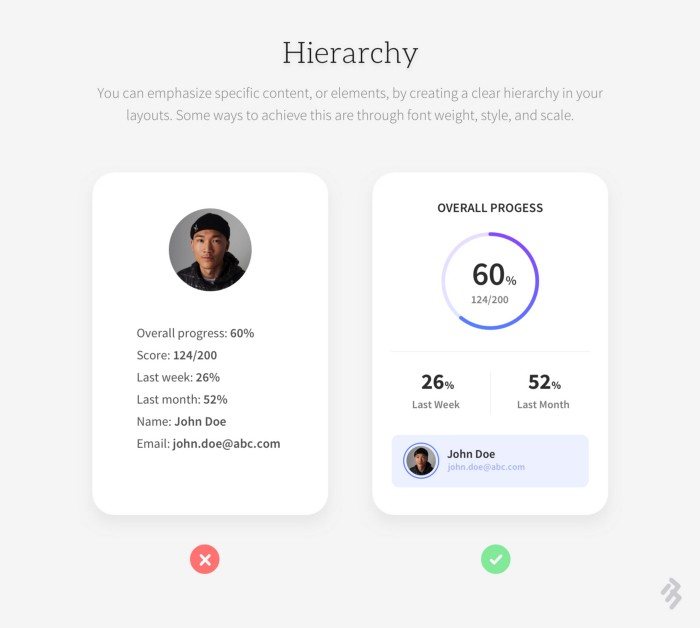 Hierarchy
You can emphasize specific content, or elements, by creating a clear hierarchy in your
layouts. Some ways to achieve this are through font weight, style, and scale.
Overall progress: 60%
Score: 124/200
Last week: 26%
Last month: 52%
Name: John Doe
Email: john.doe@abc.com
OVERALL PROGESS
60%
124/200
26%
Last Week
52%
Last Month
John Doe
john.doe@abc.com